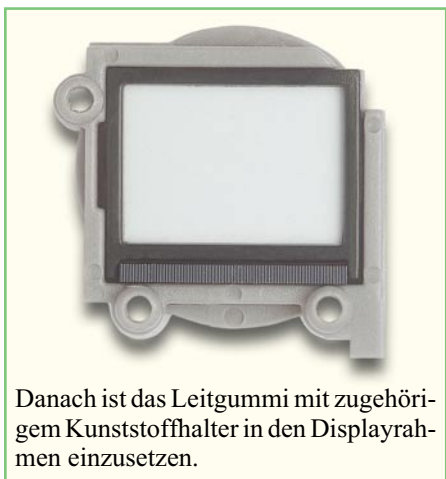 Danach ist das Leitgummi mit zugehöri-
gem Kunststoffhalter in den Displayrah-
men einzusetzen.